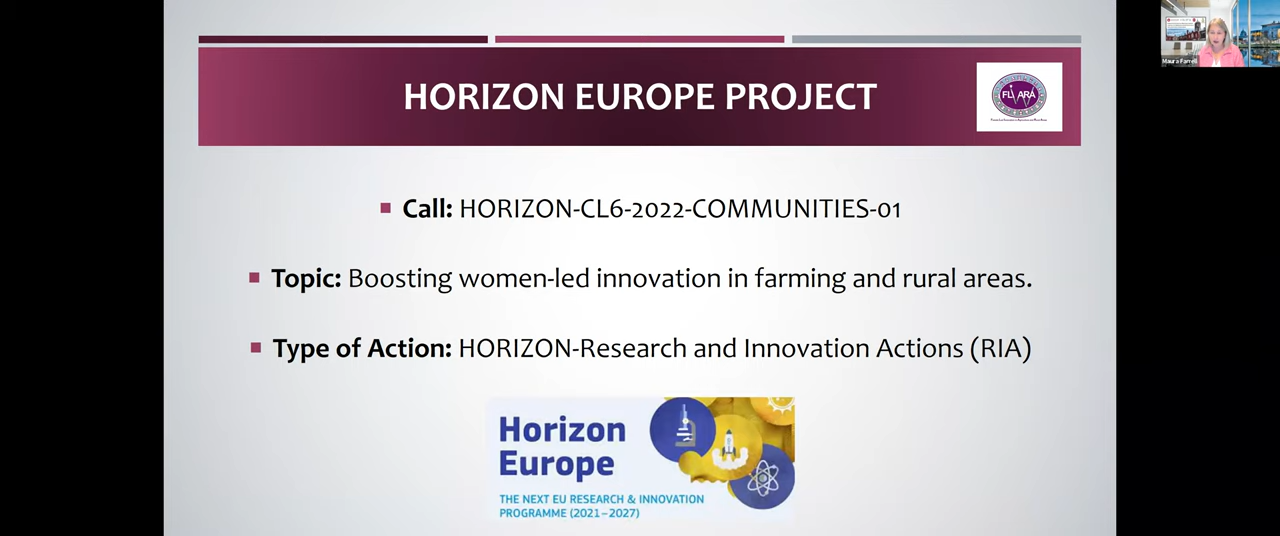 HORIZON EUROPE PROJECT
FLIARA
Call: HORIZON-CL6-2022-COMMUNITIES-01
Topic: Boosting women-led innovation in farming and rural areas.
Type of Action: HORIZON-Research and Innovation Actions (RIA)
Horizon
Europe
THE NEXT EU RESEARCH & INNOVATION
PROGRAMME (2021–2027)
Maura Farrell